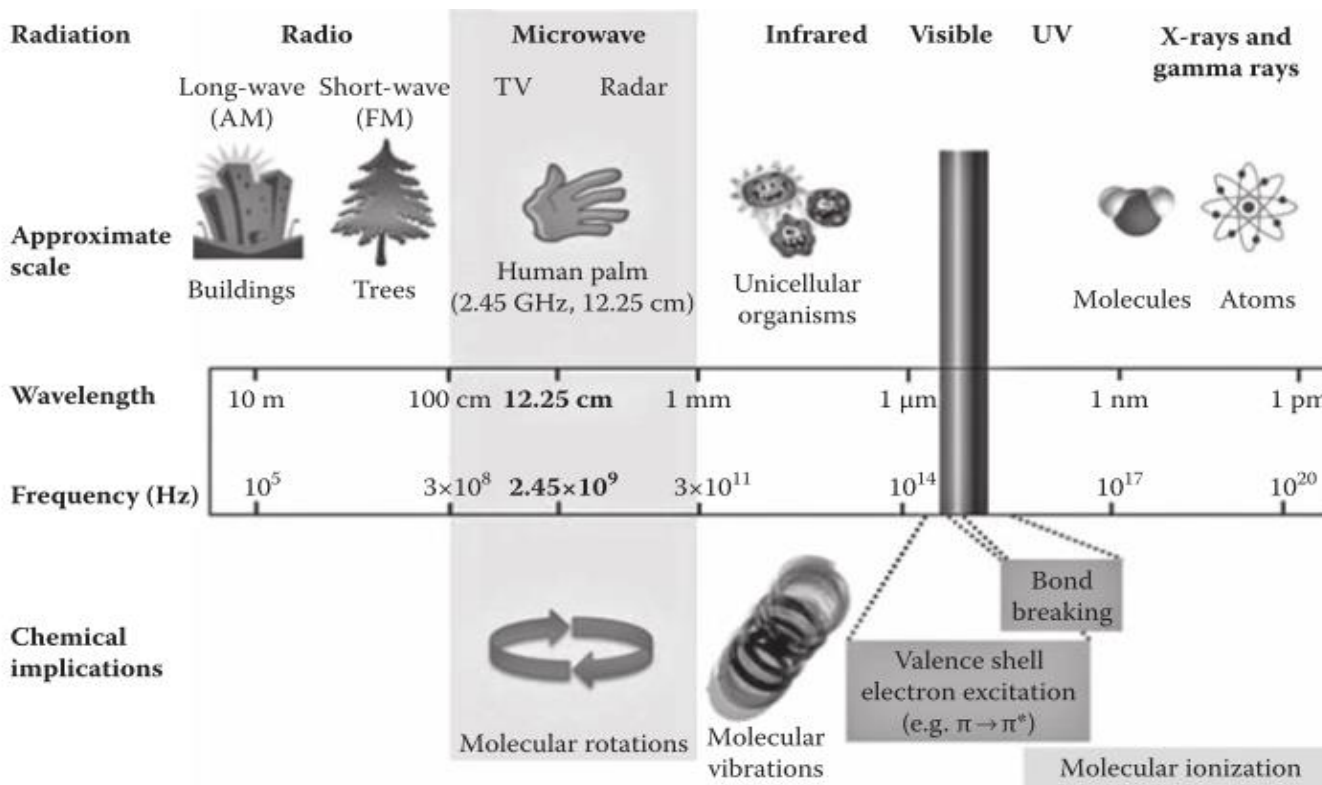 Radiation
Radio
Microwave
Infrared
Visible
UV
X-rays and
gamma rays
Long-wave
(AM)
Short-wave
(FM)
TV
Radar
Approximate
scale
Buildings
Trees
Human palm
(2.45 GHz, 12.25 cm)
Unicellular
organisms
Molecules
Atoms
Wavelength
10 m
100 cm
12.25 cm
1 mm
1 µm
1 nm
1 pm
Frequency (Hz)
10⁵
3×10⁸
2.45×10⁹
3×10¹¹
10¹⁴
10¹⁷
10²⁰
Chemical
implications
Molecular rotations
Molecular
vibrations
Valence shell
electron excitation
(e.g. π→π*)
Bond
breaking
Molecular ionization